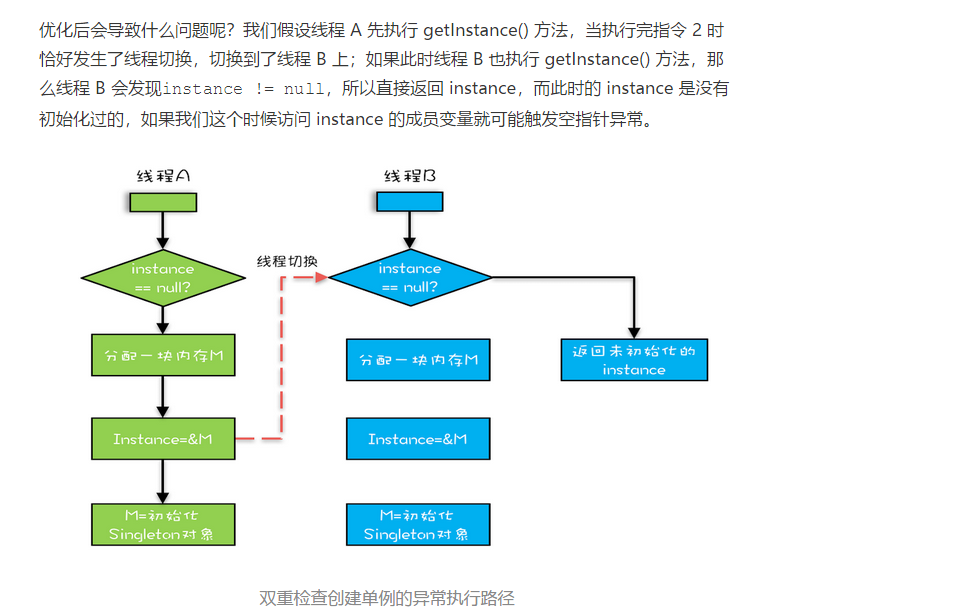 优化后会导致什么问题呢？我们假设线程 A 先执行 getInstance() 方法，当执行完指令 2 时
恰好发生了线程切换，切换到了线程 B 上；如果此时线程 B 也执行 getInstance() 方法，那
么线程 B 会发现instance != null，所以直接返回 instance，而此时的 instance 是没有
初始化过的，如果我们这个时候访问 instance 的成员变量就可能触发空指针异常。
线程A
线程B
线程切换
instance
== null?
instance
== null?
分配一块内存M
分配一块内存M
返回未初始化的
instance
Instance=&M
Instance=&M
M=初始化
Singleton对象
M=初始化
Singleton对象
双重检查创建单例的异常执行路径